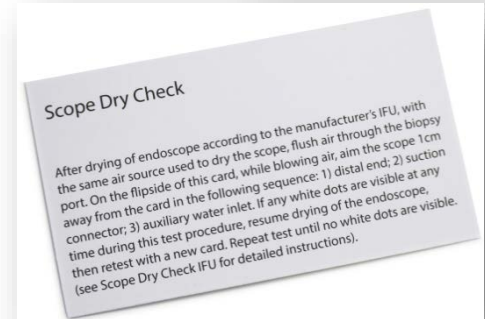 Scope Dry Check
After drying of endoscope according to the manufacturer's IFU, with
the same air source used to dry the scope, flush air through the biopsy
port. On the flipside of this card, while blowing air, aim the scope 1cm
away from the card in the following sequence: 1) distal end; 2) suction
connector; 3) auxiliary water inlet. If any white dots are visible at any
time during this test procedure, resume drying of the endoscope,
then retest with a new card. Repeat test until no white dots are visible.
(see Scope Dry Check IFU for detailed instructions).